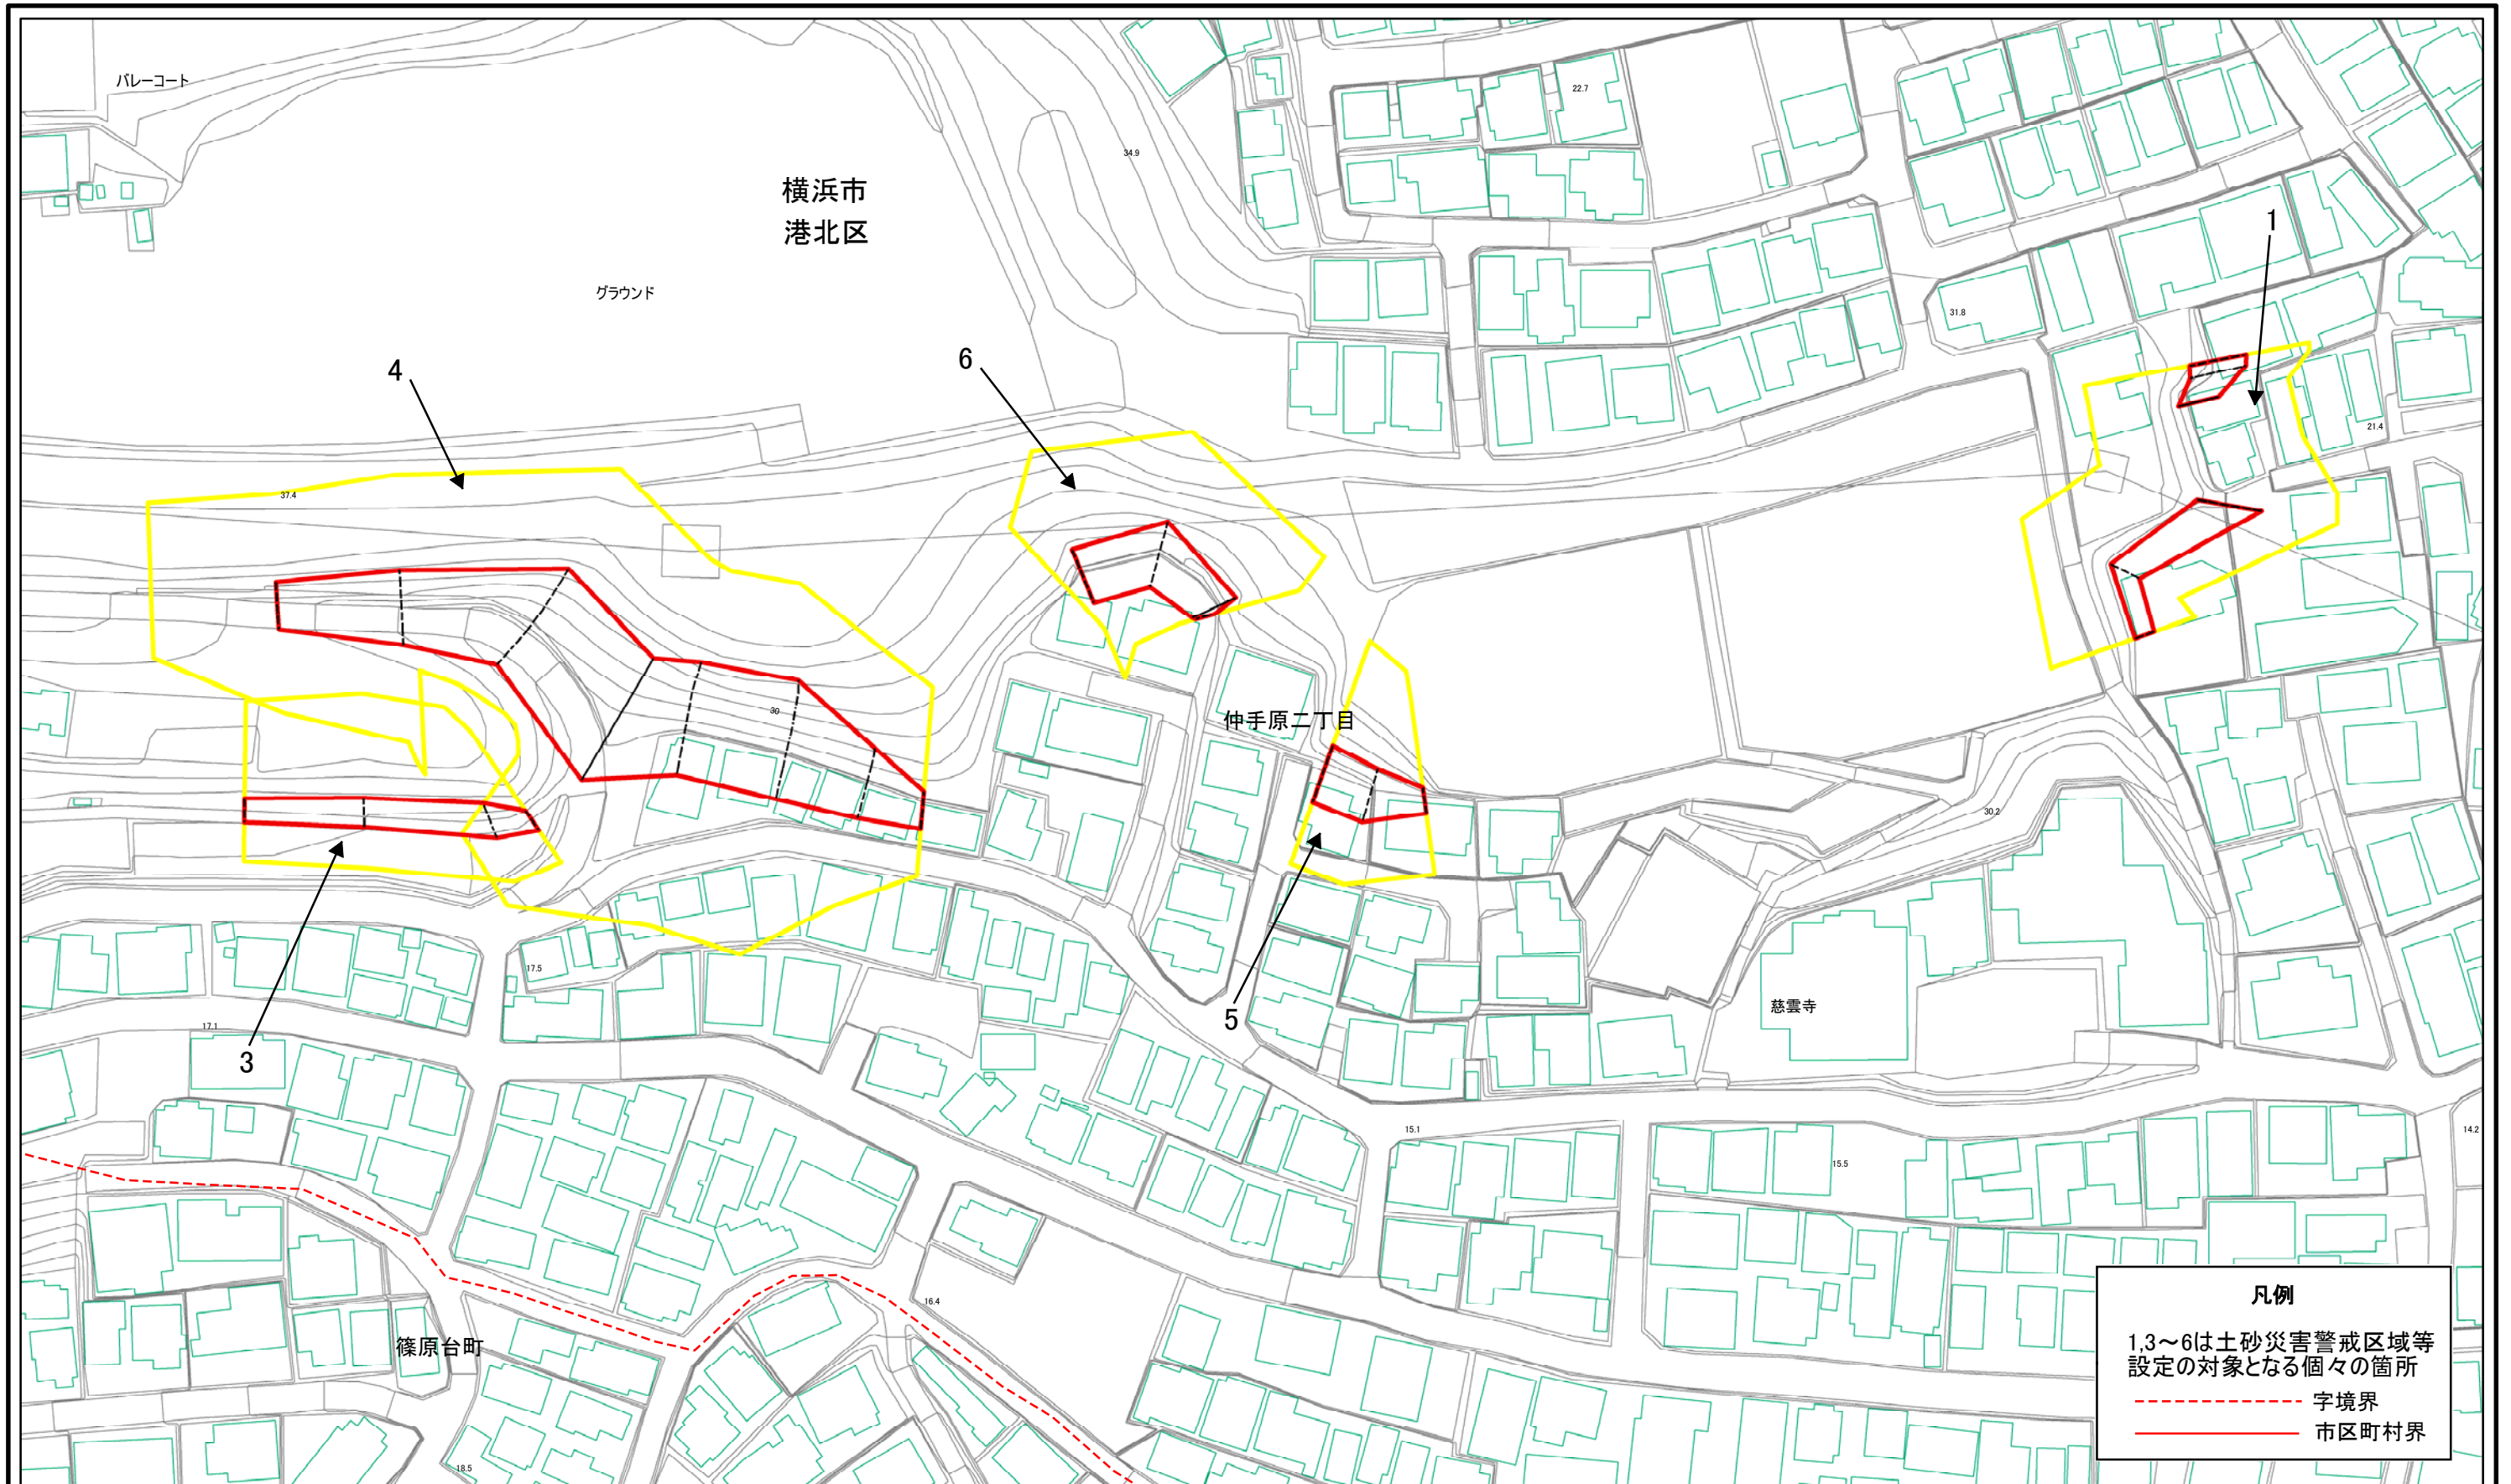 バレーコート
22.7
34.9
横浜市
港北区
1
グラウンド
31.8
6
4
21.4
37.4
仲手原二丁目
30
30.2
17.5
慈雲寺
5
17.1
3
15.1
14.2
15.5
16.4
篠原台町
18.5
凡例
1,3～6は土砂災害警戒区域等
設定の対象となる個々の箇所
字境界
市区町村界